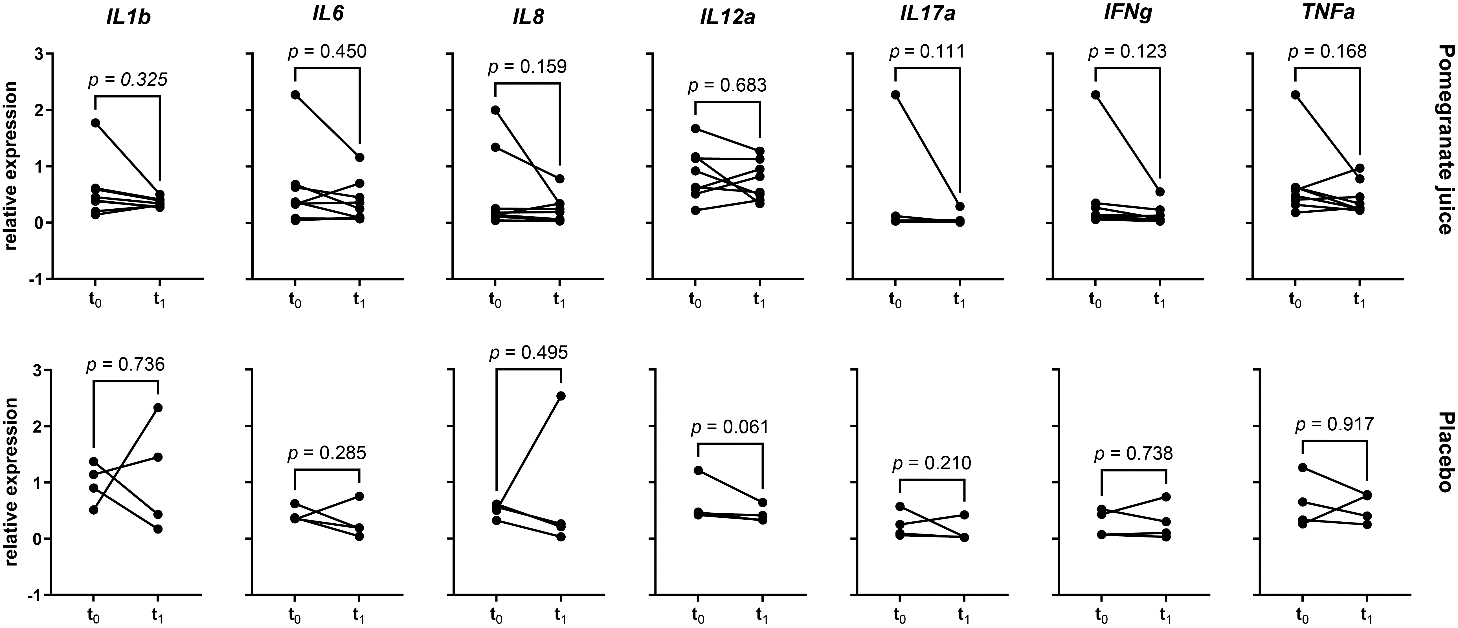 IL1b IL6 IL8 IL12a IL17a IFNg TNFa
Pomegranate juice
relative expression
3
2
1
0
-1
p = 0.325
p = 0.450
p = 0.159
p = 0.683
p = 0.111
p = 0.123
p = 0.168
t0 t1 t0 t1 t0 t1 t0 t1 t0 t1 t0 t1 t0 t1
Placebo
relative expression
3
2
1
0
-1
p = 0.736
p = 0.285
p = 0.495
p = 0.061
p = 0.210
p = 0.738
p = 0.917
t0 t1 t0 t1 t0 t1 t0 t1 t0 t1 t0 t1 t0 t1